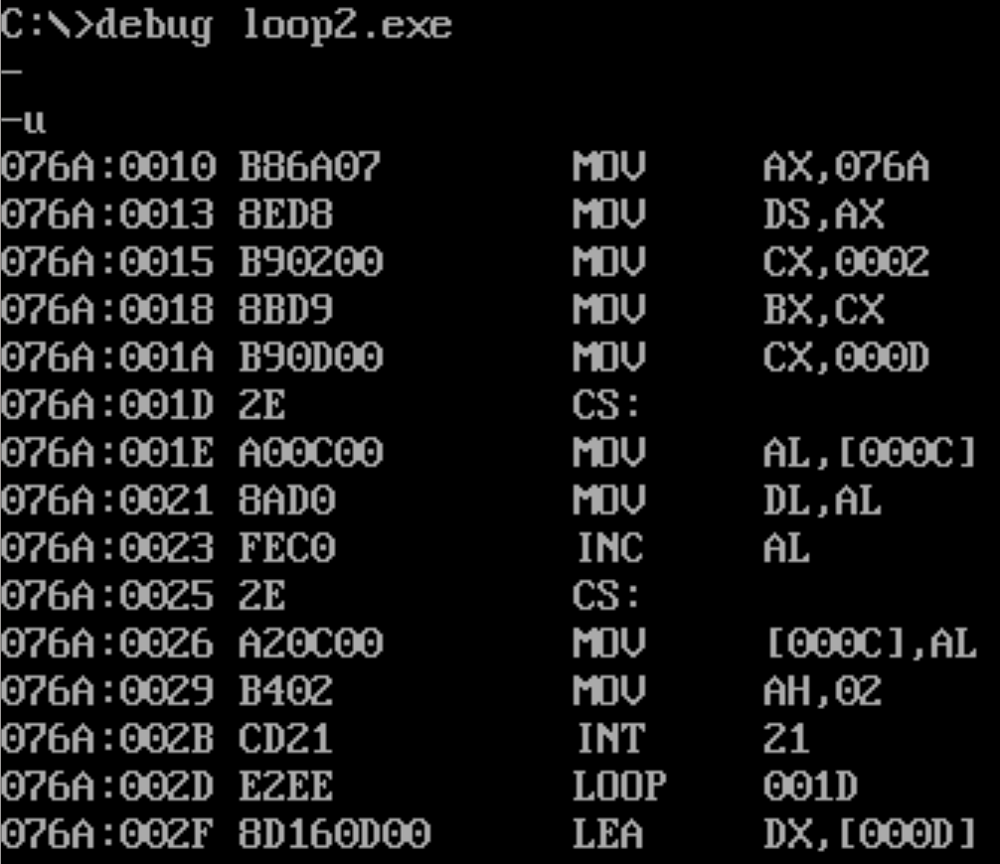 C:\>debug loop2.exe
-
-u
076A:0010 B86A07 MOV AX,076A
076A:0013 8ED8 MOV DS,AX
076A:0015 B90200 MOV CX,0002
076A:0018 8BD9 MOV BX,CX
076A:001A B90D00 MOV CX,000D
076A:001D 2E CS:
076A:001E A00C00 MOV AL,[000C]
076A:0021 8AD0 MOV DL,AL
076A:0023 FEC0 INC AL
076A:0025 2E CS:
076A:0026 A20C00 MOV [000C],AL
076A:0029 B402 MOV AH,02
076A:002B CD21 INT 21
076A:002D E2EE LOOP 001D
076A:002F 8D160D00 LEA DX,[000D]